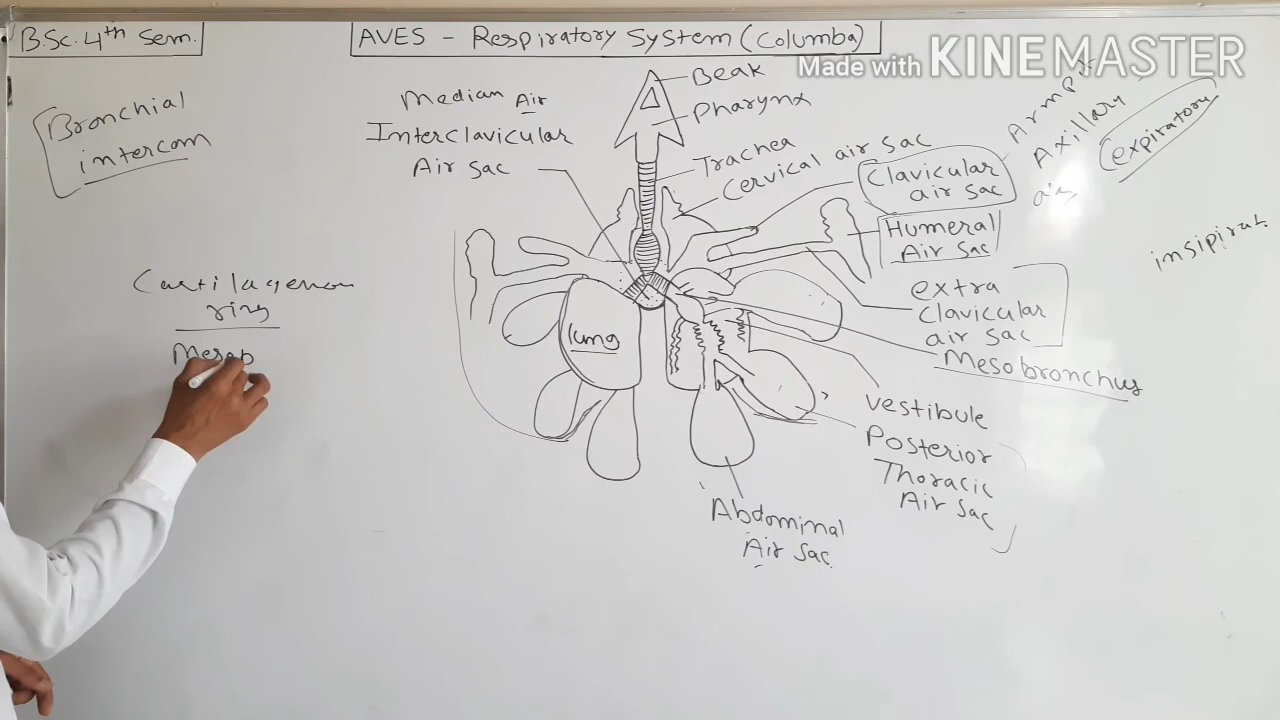 B.Sc. 4th Sem.
AVES - Respiratory System (Columba)
Made with KINEMASTER
Bronchial
intercom
Median Air
Interclavicular
Air sac
Beak
Pharynx
Trachea
Cervical air sac
Clavicular
air sac
Armpit
Axillary
air
expiratory
Humeral
Air Sac
insipirat
extra
Clavicular
air sac
Mesobronchus
Cartilagenous
ring
Mesob
lung
Vestibule
Posterior
Thoracic
Air Sac
Abdominal
Air Sac